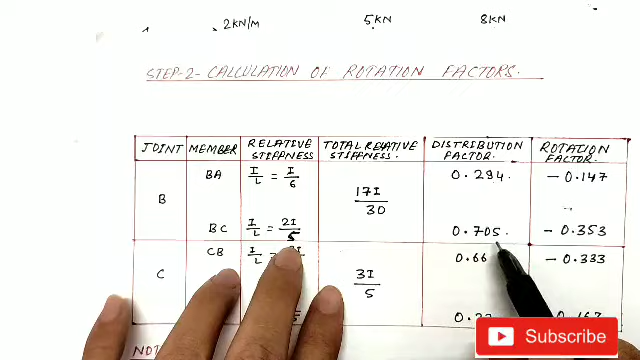 2KN/M 5KN 8KN
STEP-2- CALCULATION OF ROTATION FACTORS.
JOINT MEMBER RELATIVE STIFFNESS TOTAL RELATIVE STIFFNESS. DISTRIBUTION FACTOR. ROTATION FACTOR.
B BA I/L = I/6 17I/30 0.294. -0.147
BC I/L = 2I/5 0.705. -0.353
C CB I/L = 3I/5 0.66 -0.333
Subscribe
NOT